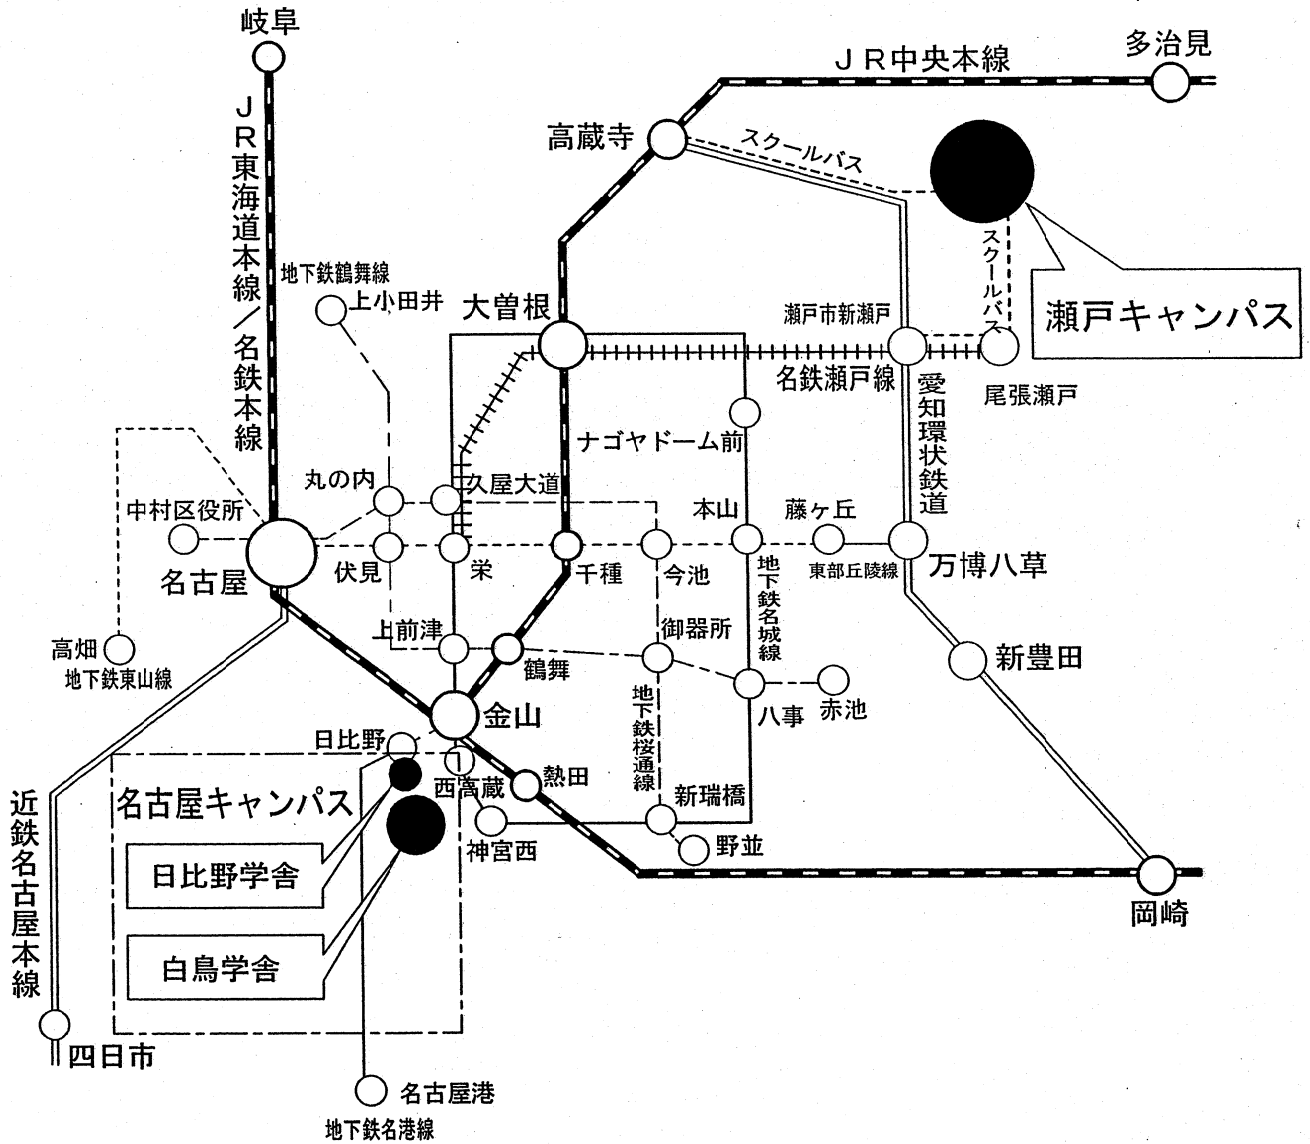 岐阜
多治見
JR中央本線
高蔵寺
スクールバス
JR東海道本線/名鉄本線
スクールバス
地下鉄鶴舞線
上小田井
大曽根
瀬戸市新瀬戸
瀬戸キャンパス
名鉄瀬戸線
尾張瀬戸
愛知環状鉄道
ナゴヤドーム前
丸の内
久屋大道
中村区役所
本山
藤ヶ丘
名古屋
伏見
栄
千種
今池
東部丘陵線
万博八草
地下鉄名城線
高畑
地下鉄東山線
上前津
鶴舞
御器所
新豊田
地下鉄桜通線
八事
赤池
金山
日比野
西高蔵
熱田
名古屋キャンパス
神宮西
新瑞橋
野並
近鉄名古屋本線
日比野学舎
白鳥学舎
岡崎
四日市
名古屋港
地下鉄名港線